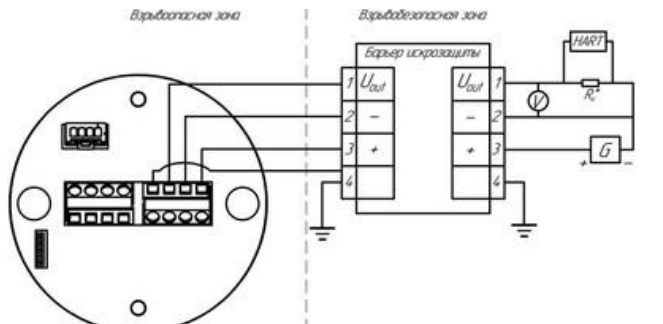 Взрывоопасная зона
Взрывобезопасная зона
Барьер искрозащиты
1 Uout
2 –
3 +
4
Uout 1
– 2
+ 3
4
HART
V
Rн*
+ G –